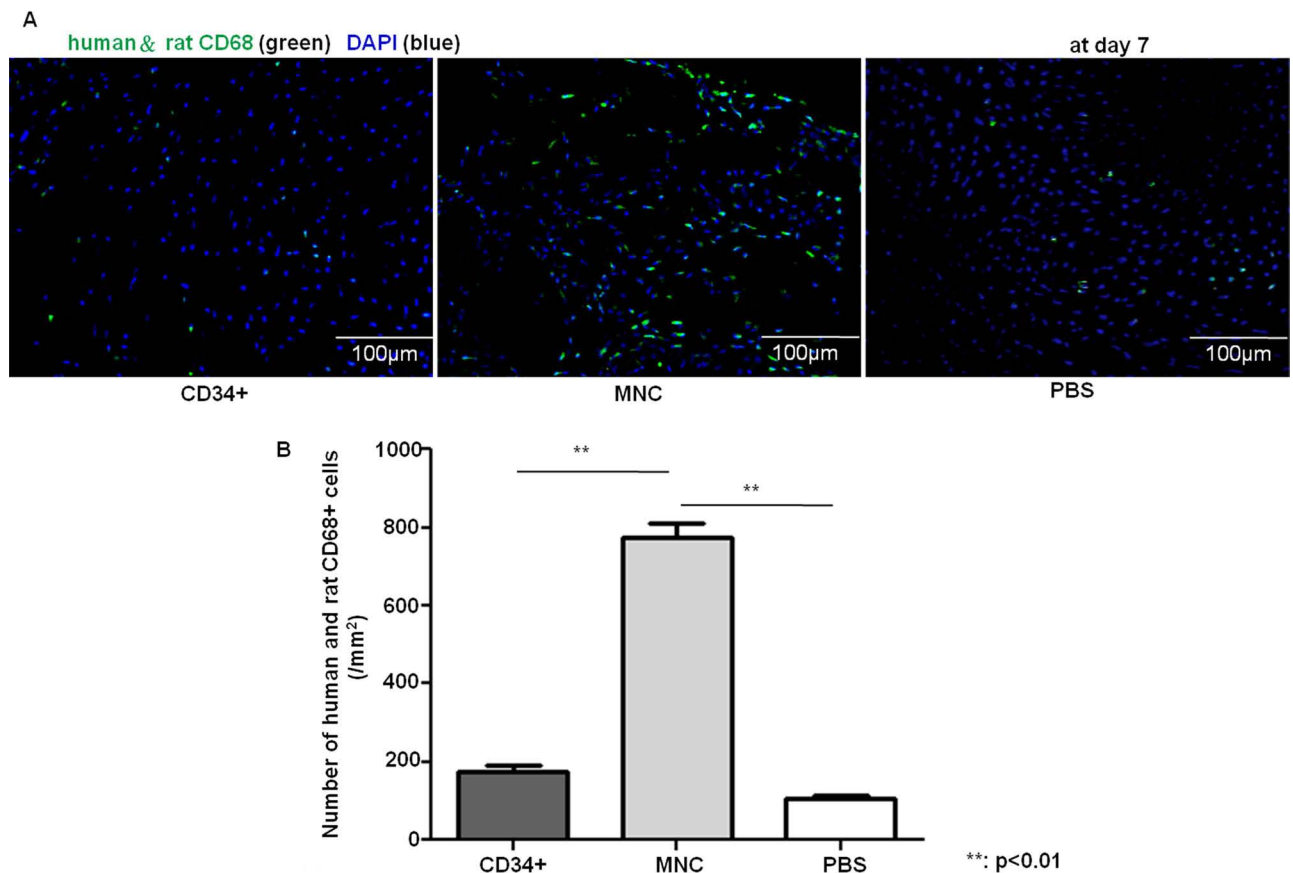 A
human & rat CD68 (green) DAPI (blue) at day 7
100µm 100µm 100µm
CD34+ MNC PBS
B
Number of human and rat CD68+ cells
(/mm²)
1000
**
**
800
600
400
200
0
CD34+ MNC PBS
**: p<0.01